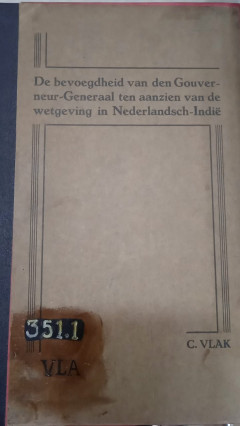 De bevoegdheid van den Gouver-
neur-Generaal ten aanzien van de
wetgeving in Nederlandsch-Indië
351.1
C. VLAK
VLA